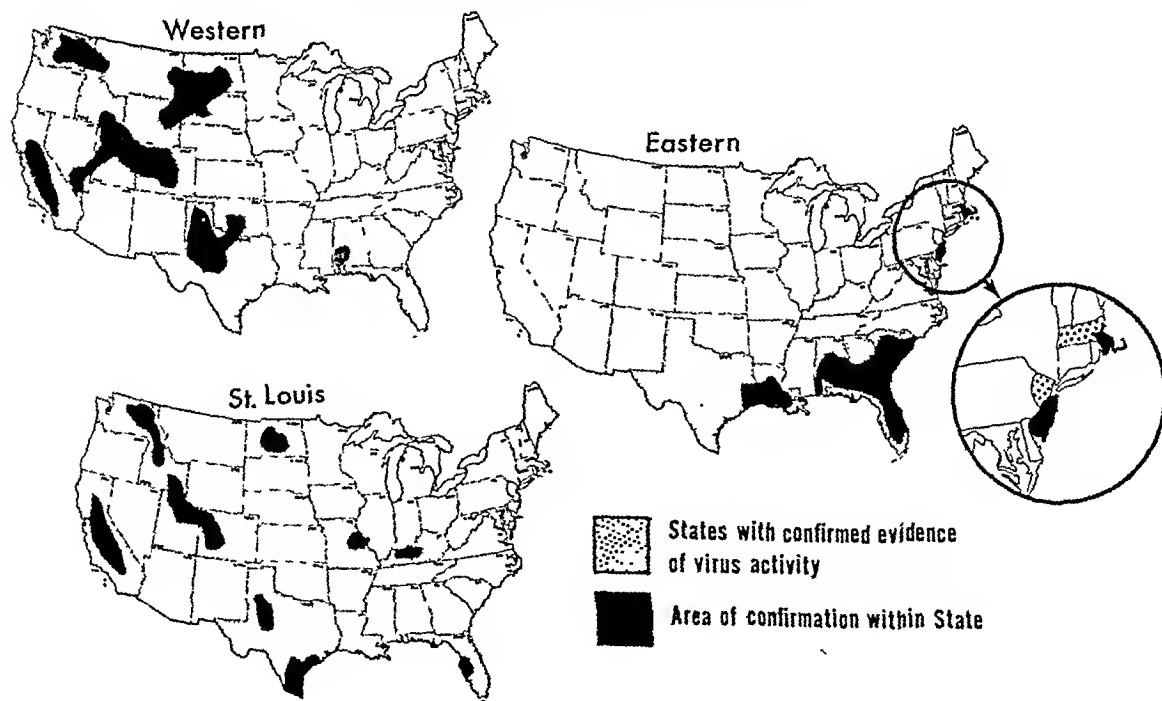 Western
Eastern
St. Louis
States with confirmed evidence
of virus activity
Area of confirmation within State